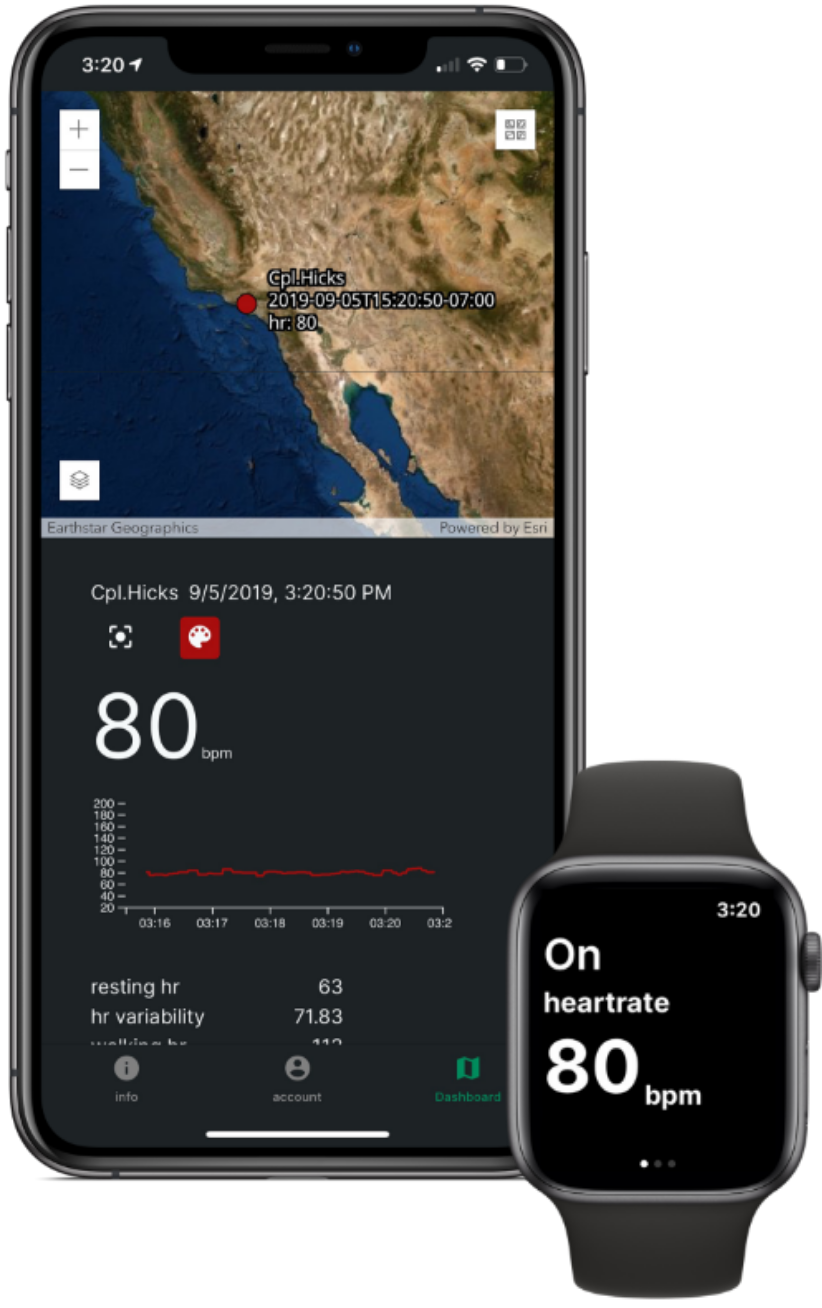 3:20
+
−
Cpl.Hicks
2019-09-05T15:20:50-07:00
hr: 80
Earthstar Geographics Powered by Esri
Cpl.Hicks 9/5/2019, 3:20:50 PM
80 bpm
200
180
160
140
120
100
80
60
40
20
03:16 03:17 03:18 03:19 03:20 03:2
resting hr 63
hr variability 71.83
walking hr 112
info account Dashboard
3:20
On
heartrate
80 bpm